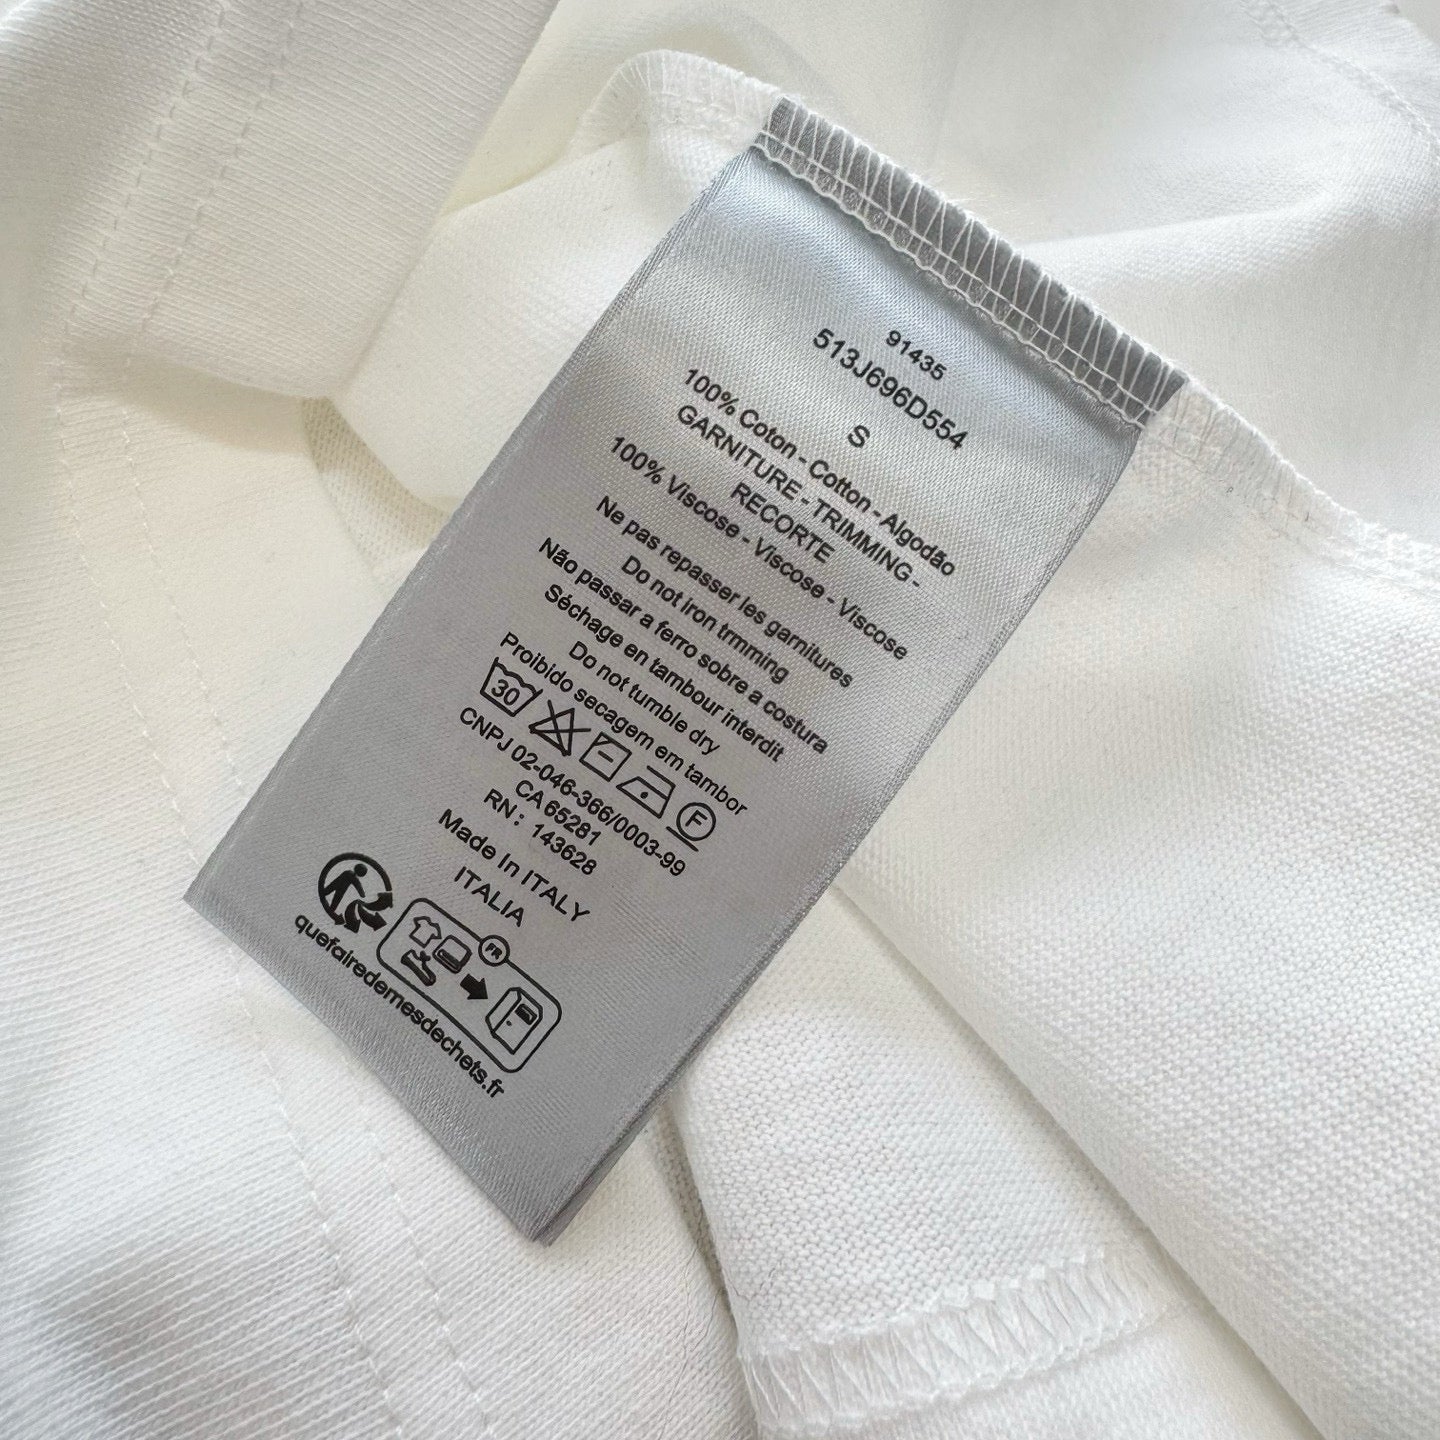 91435
513J696D554
S
100% Coton - Cotton - Algodão
GARNITURE - TRIMMING -
RECORTE
100% Viscose - Viscose - Viscose
Ne pas repasser les garnitures
Do not iron trmming
Não passar a ferro sobre a costura
Séchage en tambour interdit
Do not tumble dry
Proibido secagem em tambor
30 F
CNPJ 02-046-366/0003-99
CA 65281
RN : 143628
Made In ITALY
ITALIA
FR
quefairedemesdechets.fr